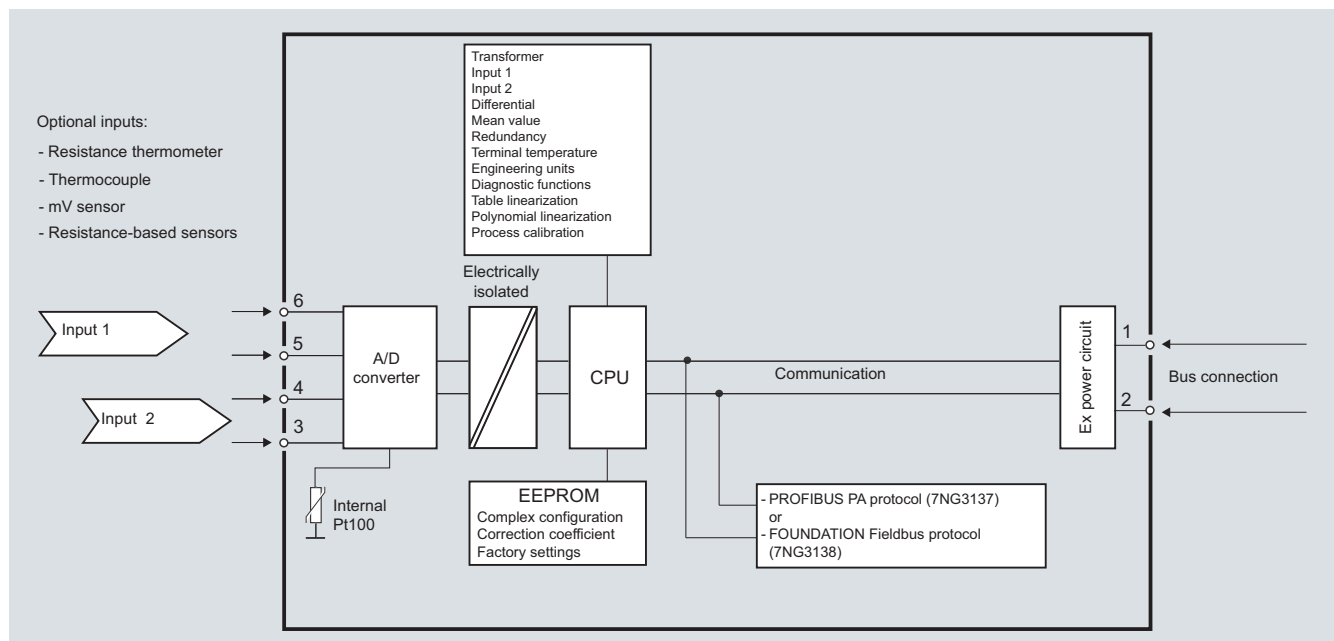 Transformer
Input 1
Input 2
Differential
Mean value
Redundancy
Terminal temperature
Engineering units
Diagnostic functions
Table linearization
Polynomial linearization
Process calibration
Optional inputs:
- Resistance thermometer
- Thermocouple
- mV sensor
- Resistance-based sensors
Electrically
isolated
Input 1
Input 2
6
5
4
3
A/D
converter
CPU
Communication
Ex power circuit
1
2
Bus connection
Internal
Pt100
EEPROM
Complex configuration
Correction coefficient
Factory settings
- PROFIBUS PA protocol (7NG3137)
or
- FOUNDATION Fieldbus protocol
(7NG3138)